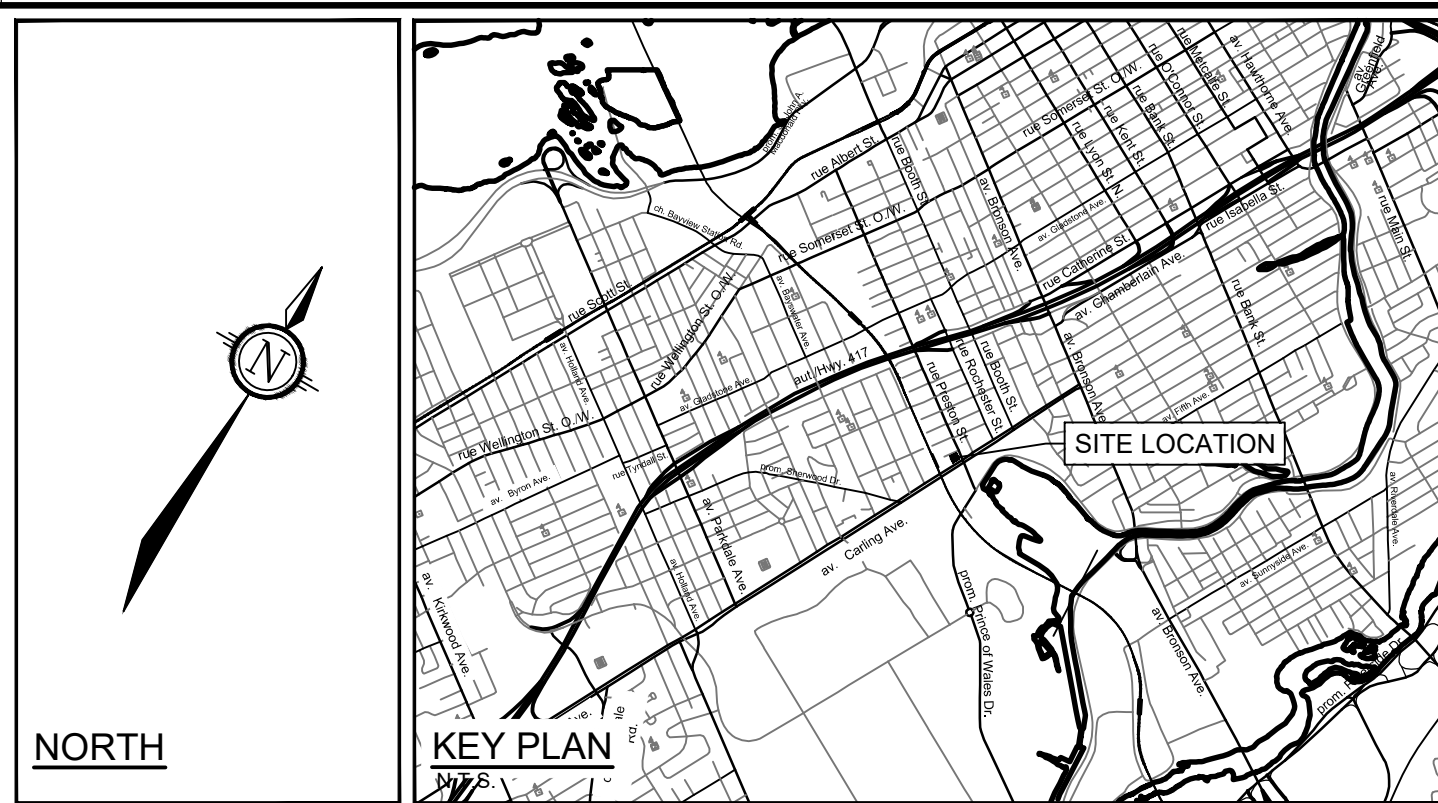 N
NORTH
KEY PLAN
N.T.S.
SITE LOCATION
prom. John A.
Macdonald Pky.
rue Albert St.
rue Booth St.
rue Somerset St. O./W.
rue Metcalfe St.
rue O'Connor St.
rue Bank St.
rue Kent St.
rue Lyon St. N.
av. Hawthorne Ave.
av. Greenfield Ave.
ch. Bayview Station Rd.
rue Somerset St. O./W.
av. Bronson Ave.
av. Gladstone Ave.
rue Catherine St.
rue Isabella St.
av. Chamberlain Ave.
rue Main St.
rue Scott St.
rue Wellington St. O./W.
av. Bayswater Ave.
av. Holland Ave.
av. Gladstone Ave.
aut./Hwy. 417
rue Preston St.
rue Rochester St.
rue Booth St.
av. Bronson Ave.
rue Bank St.
av. Fifth Ave.
rue Wellington St. O./W.
rue Tyndall St.
av. Byron Ave.
prom. Sherwood Dr.
av. Parkdale Ave.
av. Carling Ave.
av. Holland Ave.
av. Kirkwood Ave.
prom. Prince of Wales Dr.
av. Bronson Ave.
av. Sunnyside Ave.
av. Riverdale Ave.
prom. Riverside Dr.
Ave.
Rd.